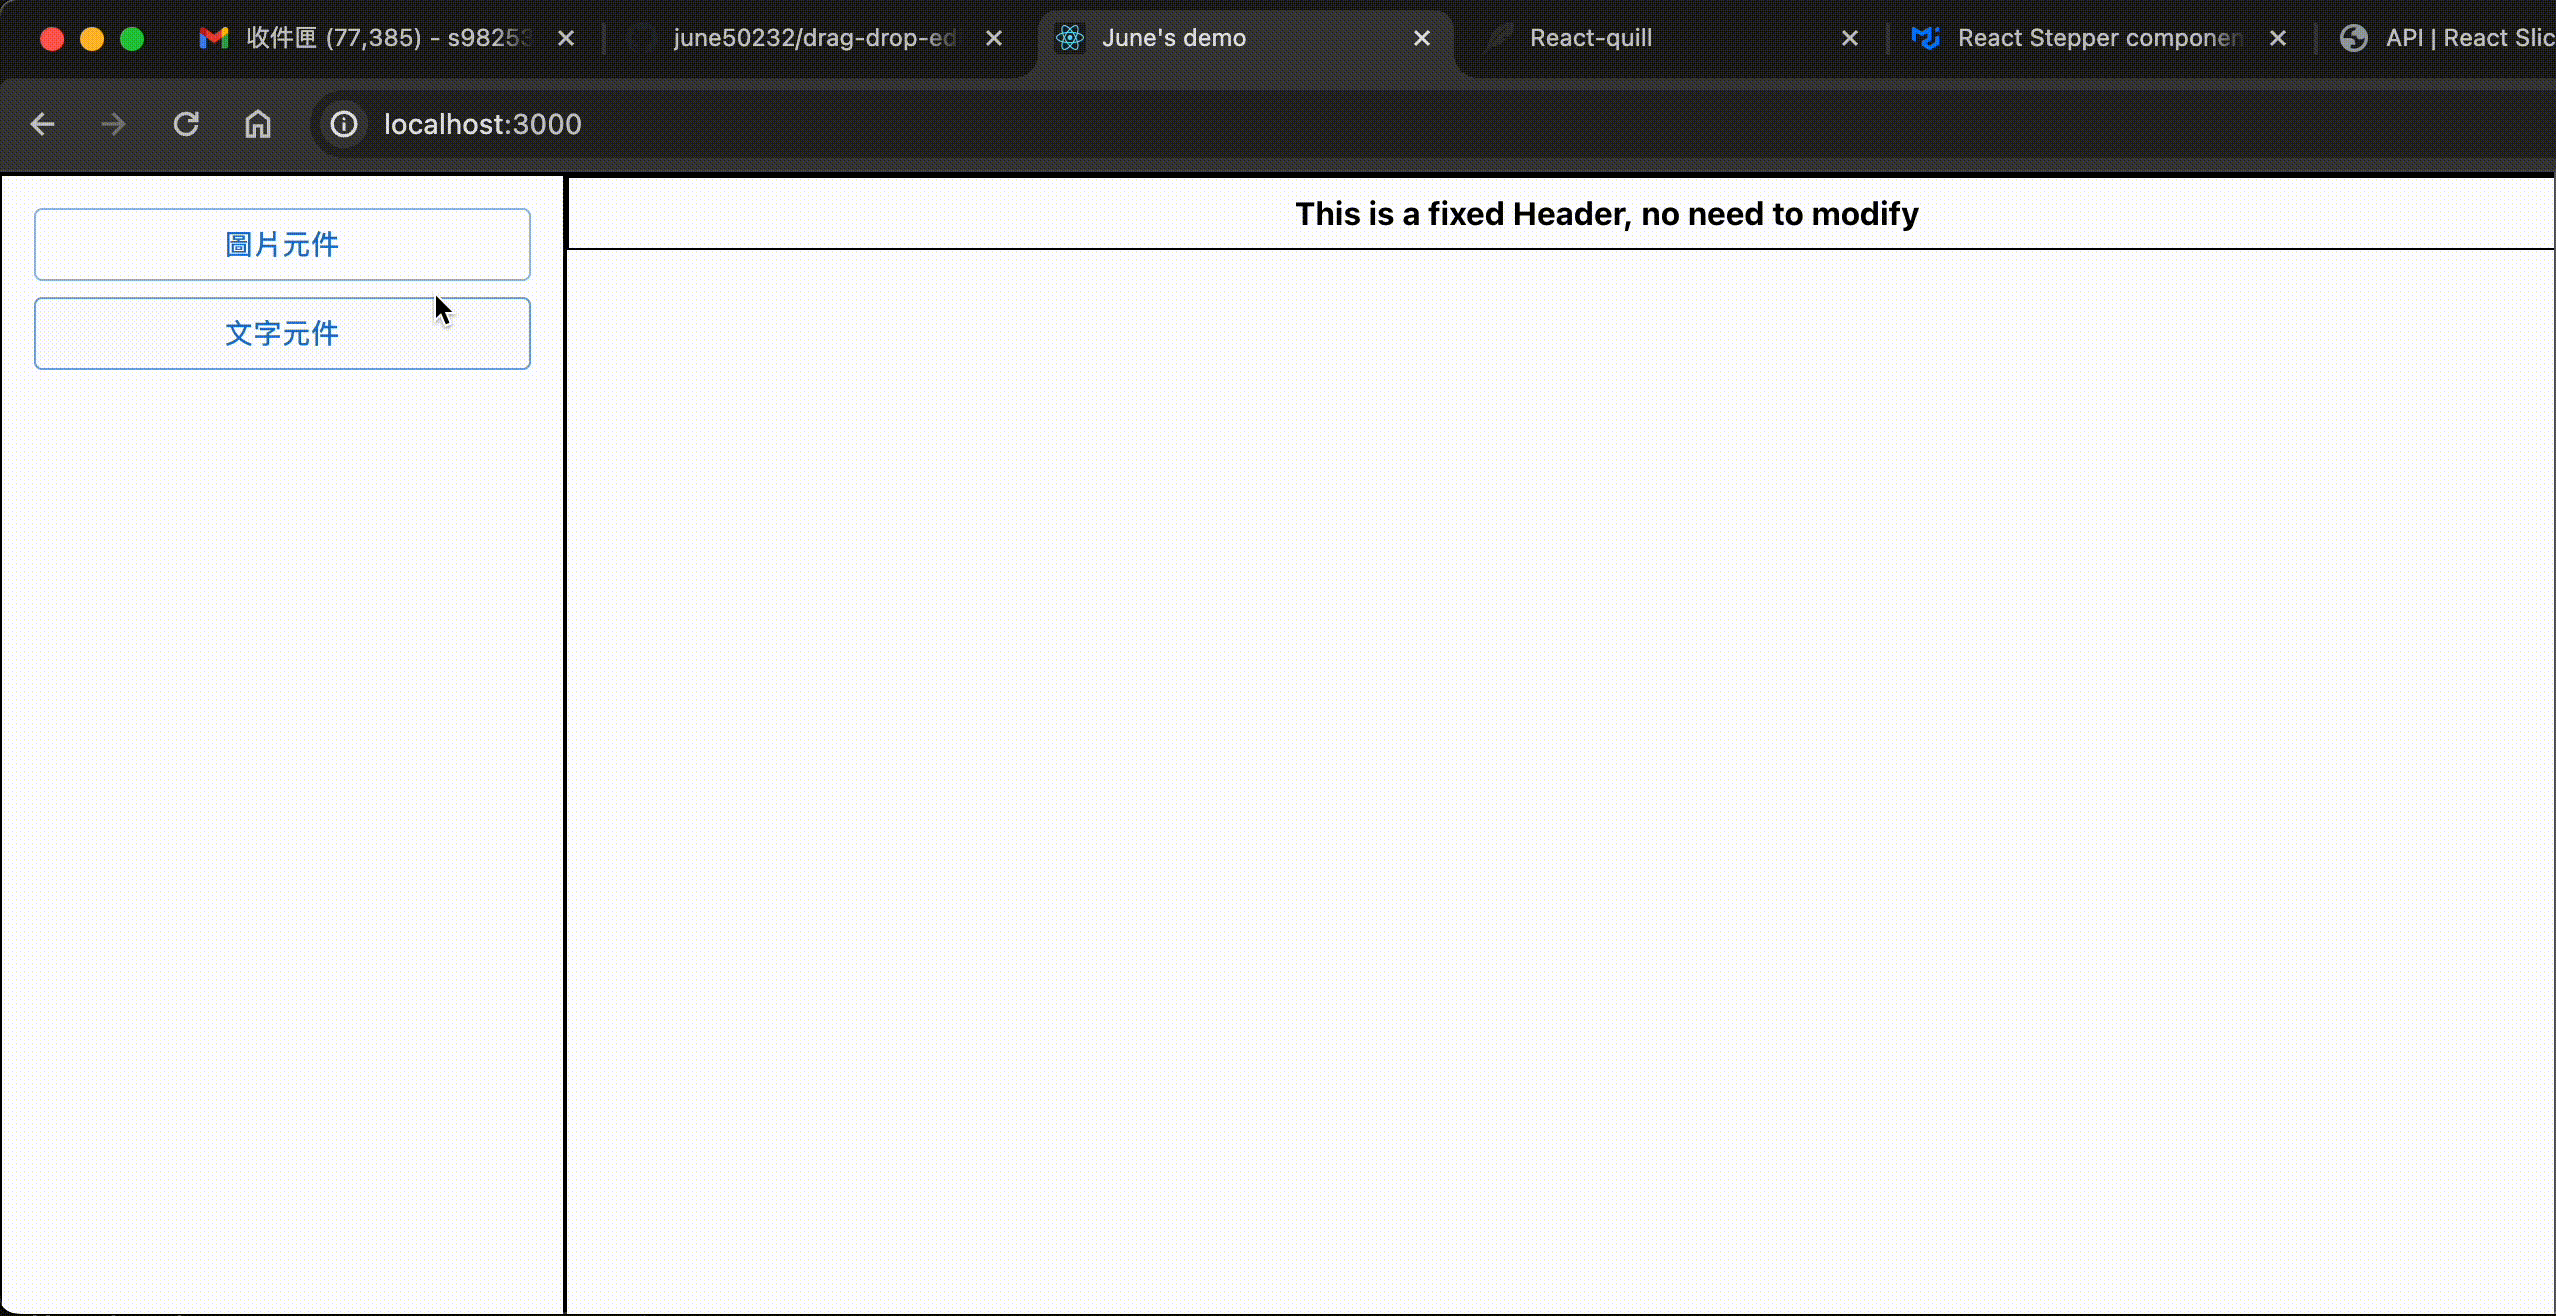 收件匣 (77,385) - s98253
june50232/drag-drop-ed
June's demo
React-quill
React Stepper componen
API | React Slic
localhost:3000
圖片元件
文字元件
This is a fixed Header, no need to modify